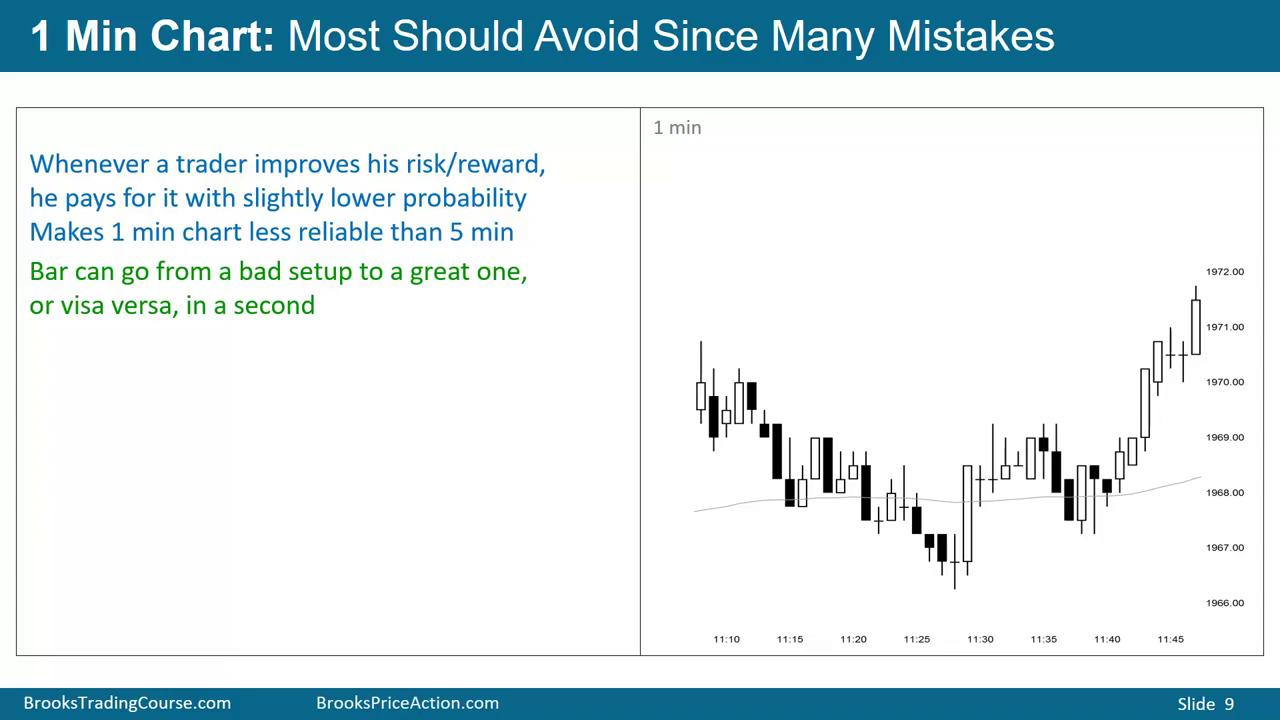 1 Min Chart: Most Should Avoid Since Many Mistakes
Whenever a trader improves his risk/reward,
he pays for it with slightly lower probability
Makes 1 min chart less reliable than 5 min
Bar can go from a bad setup to a great one,
or visa versa, in a second
1 min
1972.00
1971.00
1970.00
1969.00
1968.00
1967.00
1966.00
11:10 11:15 11:20 11:25 11:30 11:35 11:40 11:45
BrooksTradingCourse.com BrooksPriceAction.com Slide 9